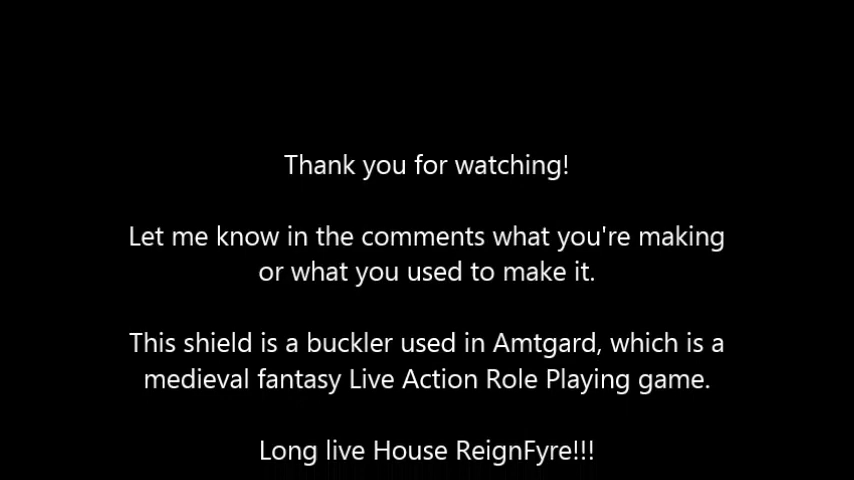 Thank you for watching!
Let me know in the comments what you're making
or what you used to make it.
This shield is a buckler used in Amtgard, which is a
medieval fantasy Live Action Role Playing game.
Long live House ReignFyre!!!